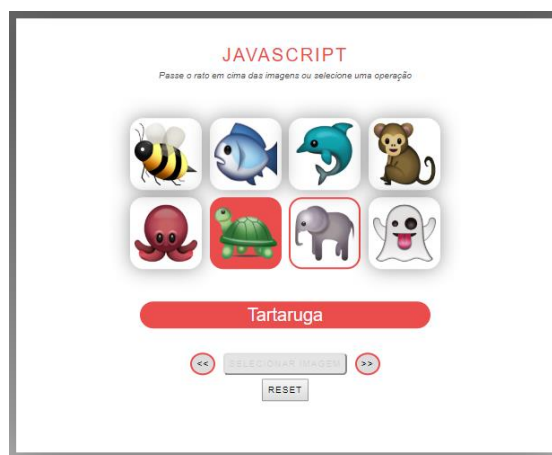 JAVASCRIPT
Passe o rato em cima das imagens ou selecione uma operação
Tartaruga
<< SELECIONAR IMAGEM >>
RESET